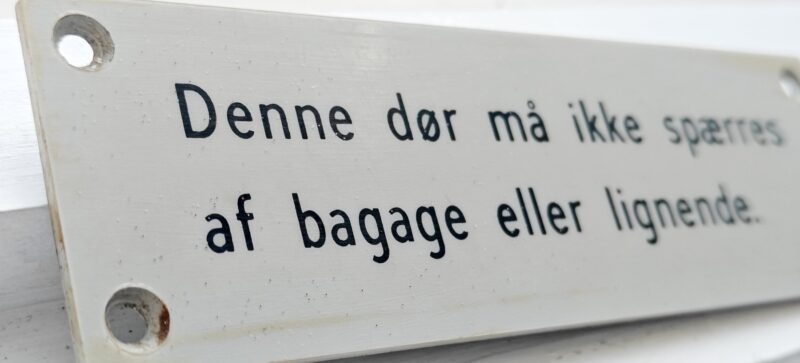 Denne dør må ikke spærres
af bagage eller lignende.